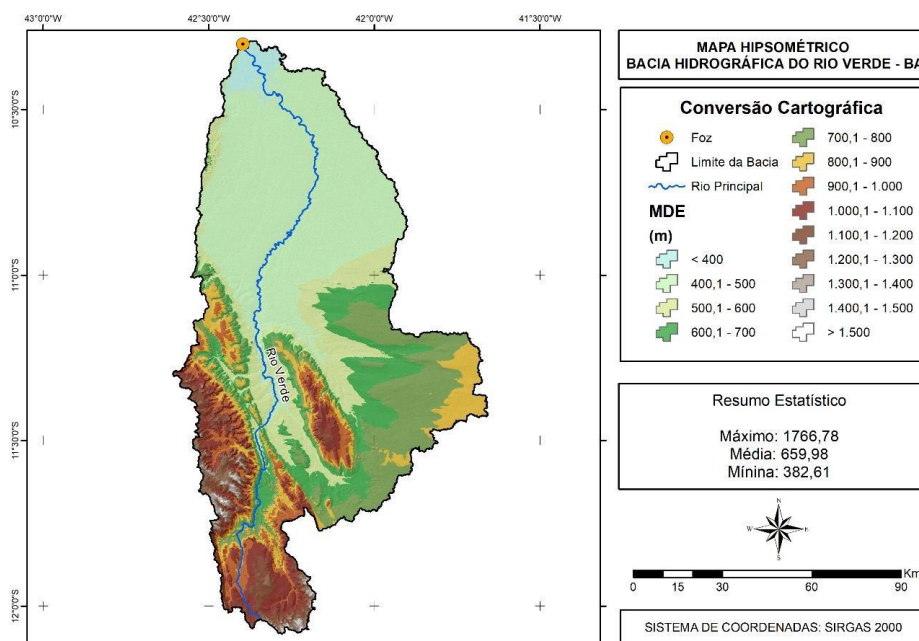 43°0'0"W
42°30'0"W
42°0'0"W
41°30'0"W
10°30'0"S
11°0'0"S
11°30'0"S
12°0'0"S
Rio Verde
MAPA HIPSOMÉTRICO
BACIA HIDROGRÁFICA DO RIO VERDE - BA
Conversão Cartográfica
Foz
Limite da Bacia
Rio Principal
MDE
(m)
< 400
400,1 - 500
500,1 - 600
600,1 - 700
700,1 - 800
800,1 - 900
900,1 - 1.000
1.000,1 - 1.100
1.100,1 - 1.200
1.200,1 - 1.300
1.300,1 - 1.400
1.400,1 - 1.500
> 1.500
Resumo Estatístico
Máximo: 1766,78
Média: 659,98
Mínina: 382,61
N
W E
S
Km
0 15 30 60 90
SISTEMA DE COORDENADAS: SIRGAS 2000